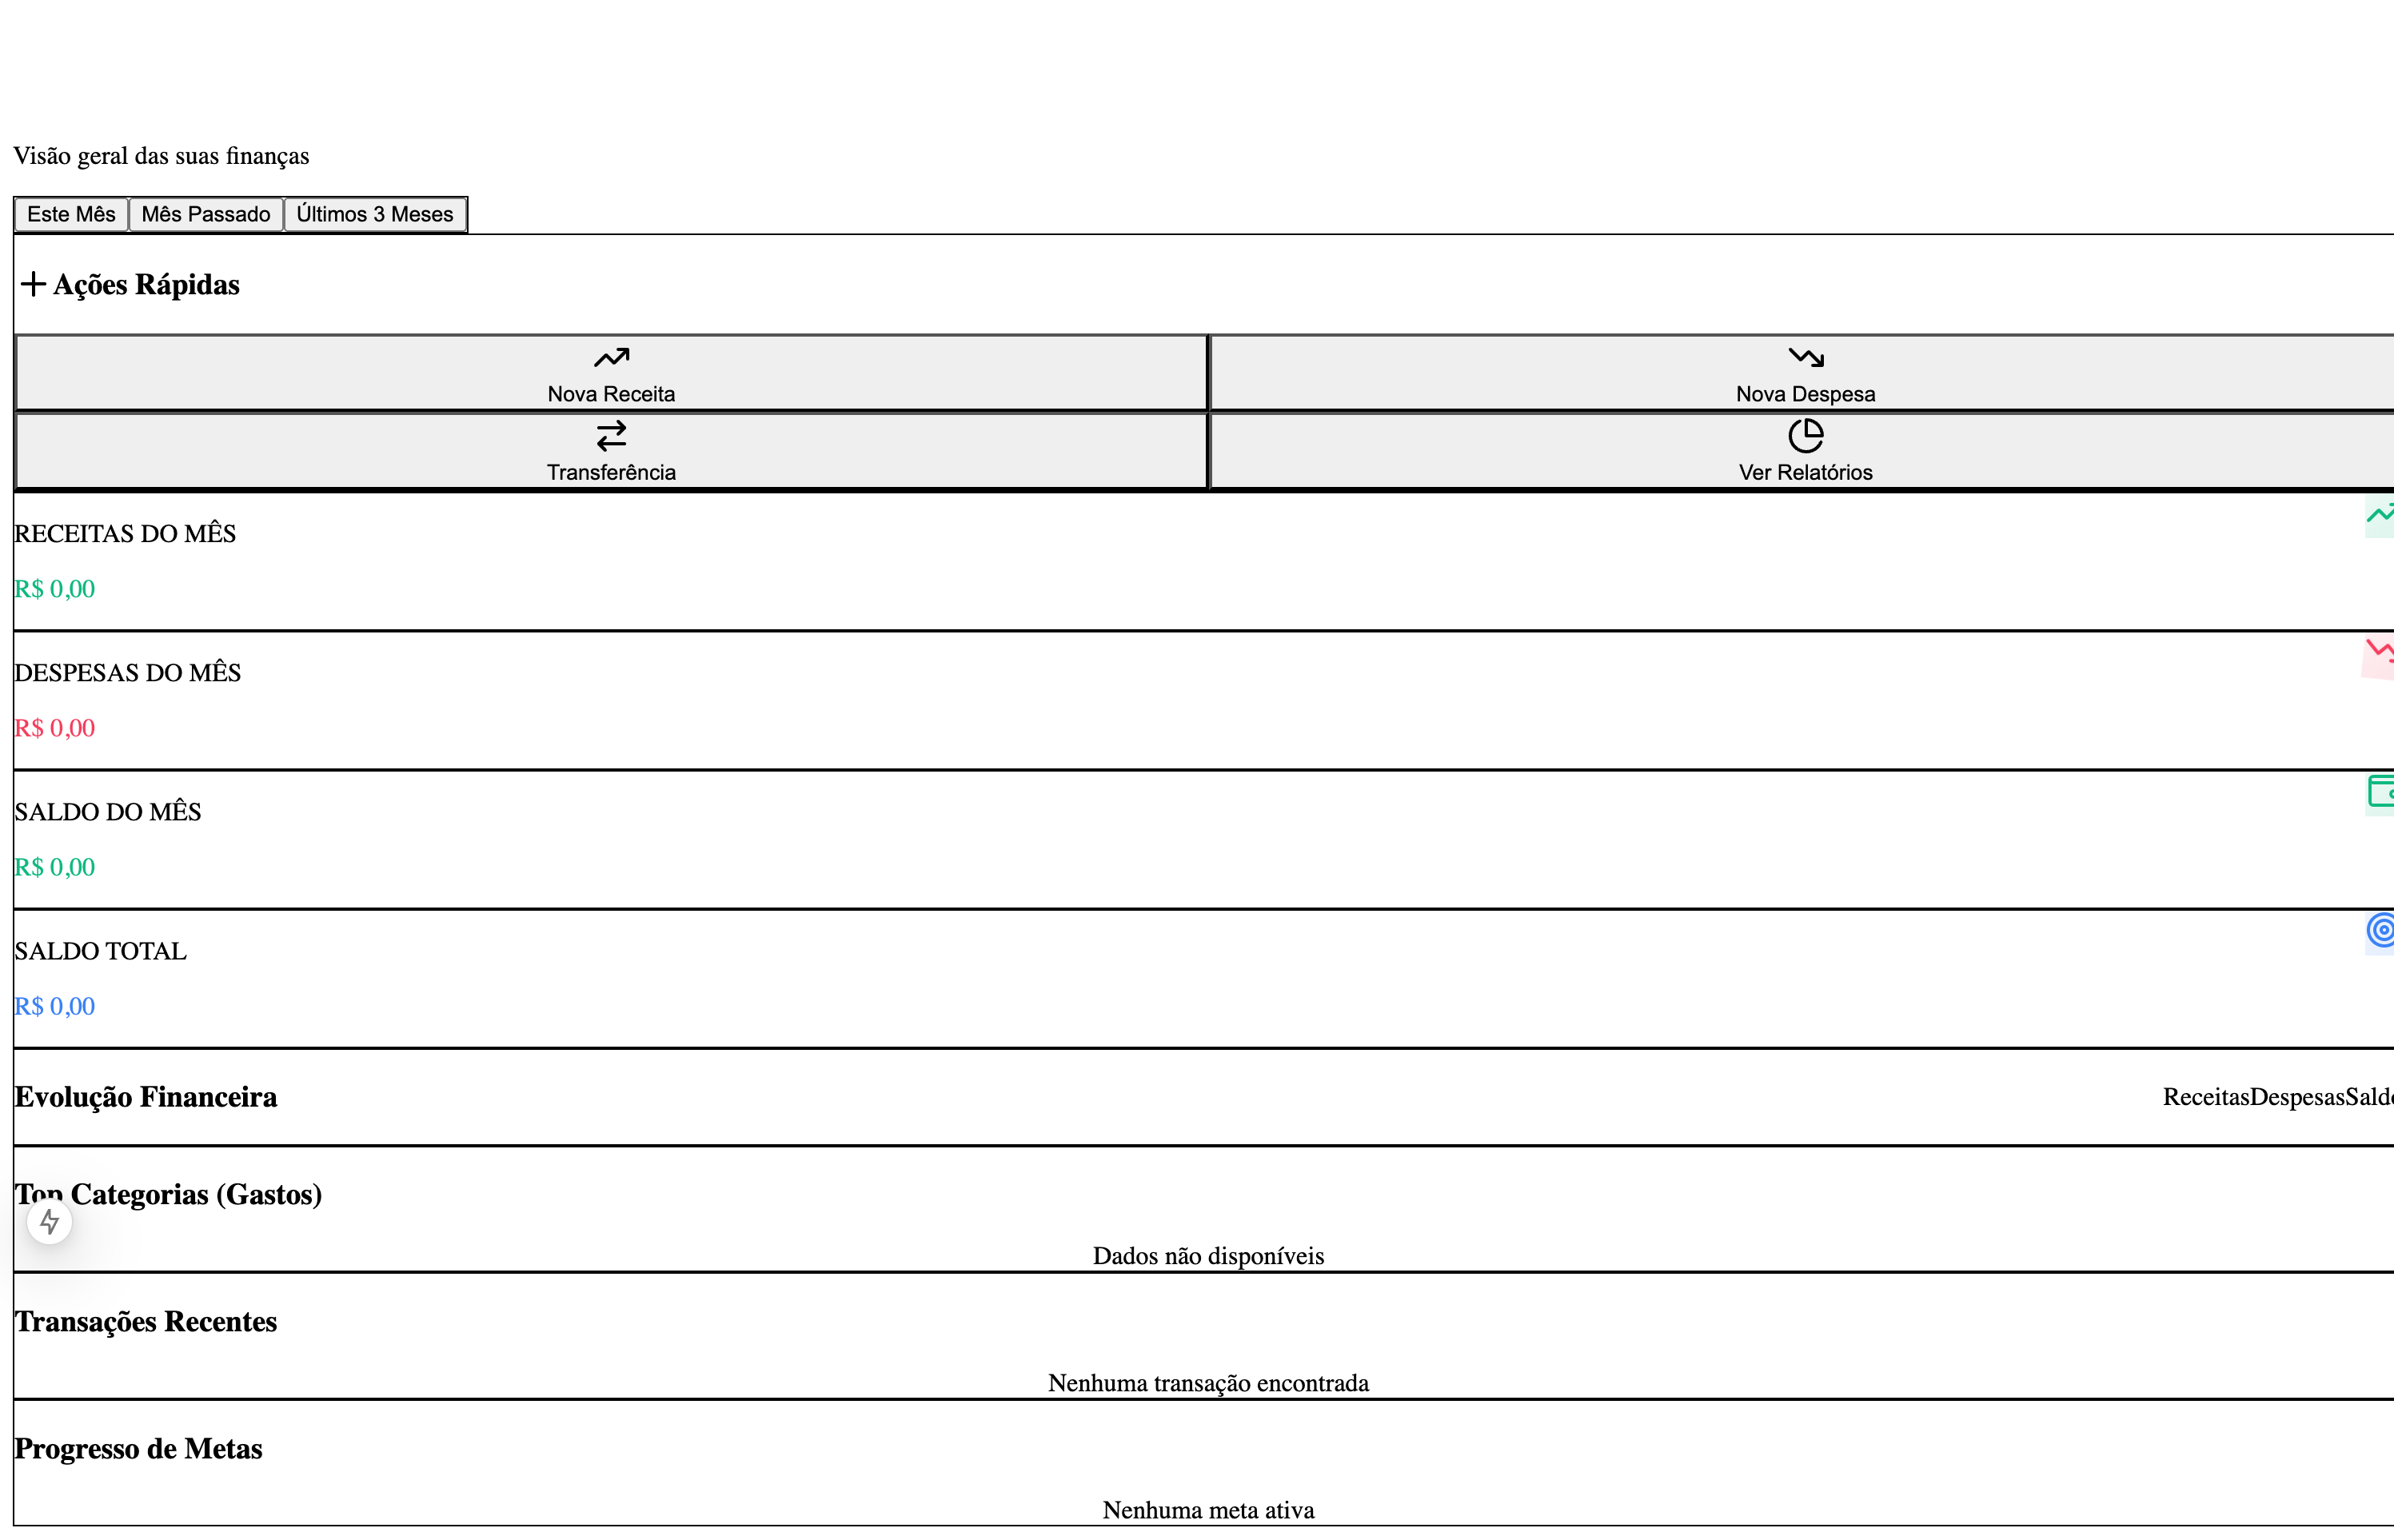 Visão geral das suas finanças
Este Mês Mês Passado Últimos 3 Meses
Ações Rápidas
Nova Receita Nova Despesa
Transferência Ver Relatórios
RECEITAS DO MÊS
R$ 0,00
DESPESAS DO MÊS
R$ 0,00
SALDO DO MÊS
R$ 0,00
SALDO TOTAL
R$ 0,00
Evolução Financeira ReceitasDespesasSaldo
Top Categorias (Gastos)
Dados não disponíveis
Transações Recentes
Nenhuma transação encontrada
Progresso de Metas
Nenhuma meta ativa